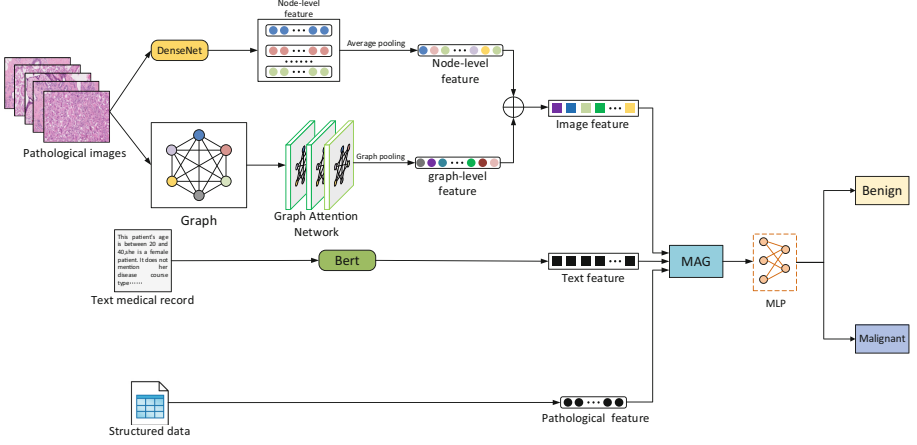 Node-level
feature
DenseNet
Average pooling
Node-level
feature
Pathological images
Image feature
Graph pooling
graph-level
feature
Graph
Graph Attention
Network
This patient's age
is between 20 and
40,she is a female
patient. It does not
mention her
disease course
type······
Text medical record
Bert
Text feature
MAG
MLP
Benign
Malignant
Structured data
Pathological feature